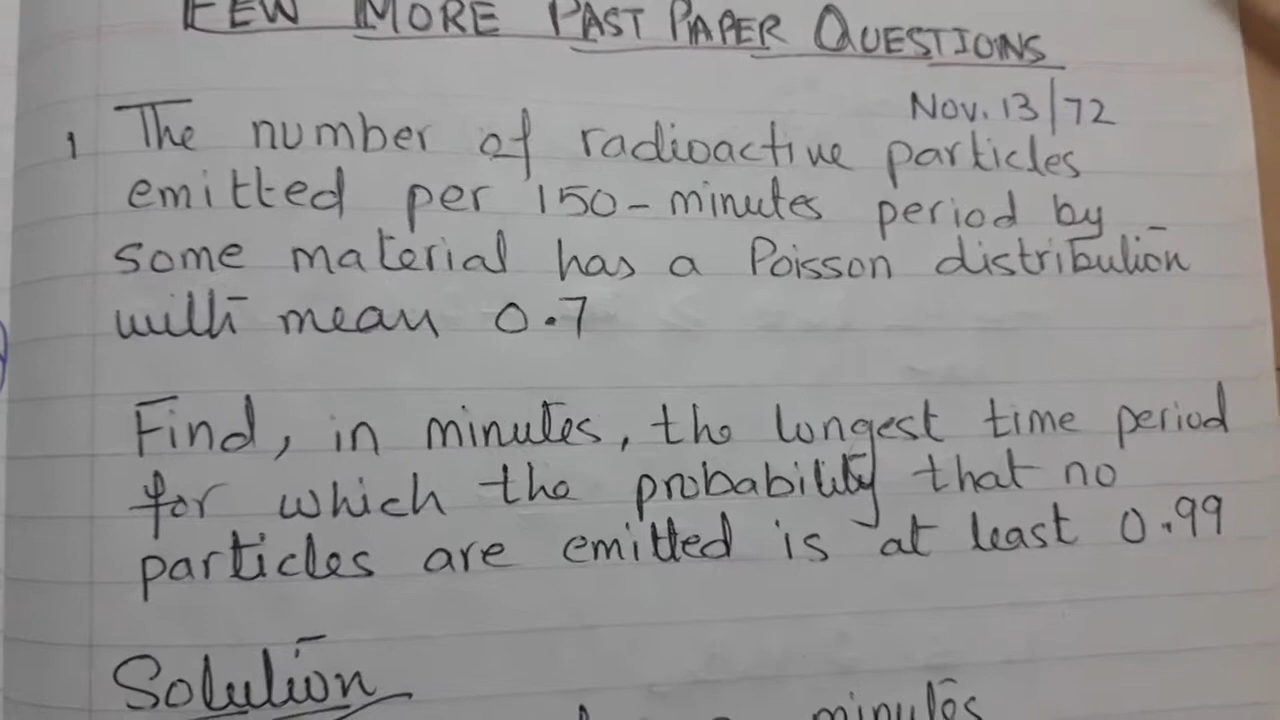 FEW MORE PAST PAPER QUESTIONS
Nov. 13/72
1 The number of radioactive particles
emitted per 150-minutes period by
some material has a Poisson distribution
with mean 0.7
Find, in minutes, the longest time period
for which the probability that no
particles are emitted is at least 0.99
Solution
minutes